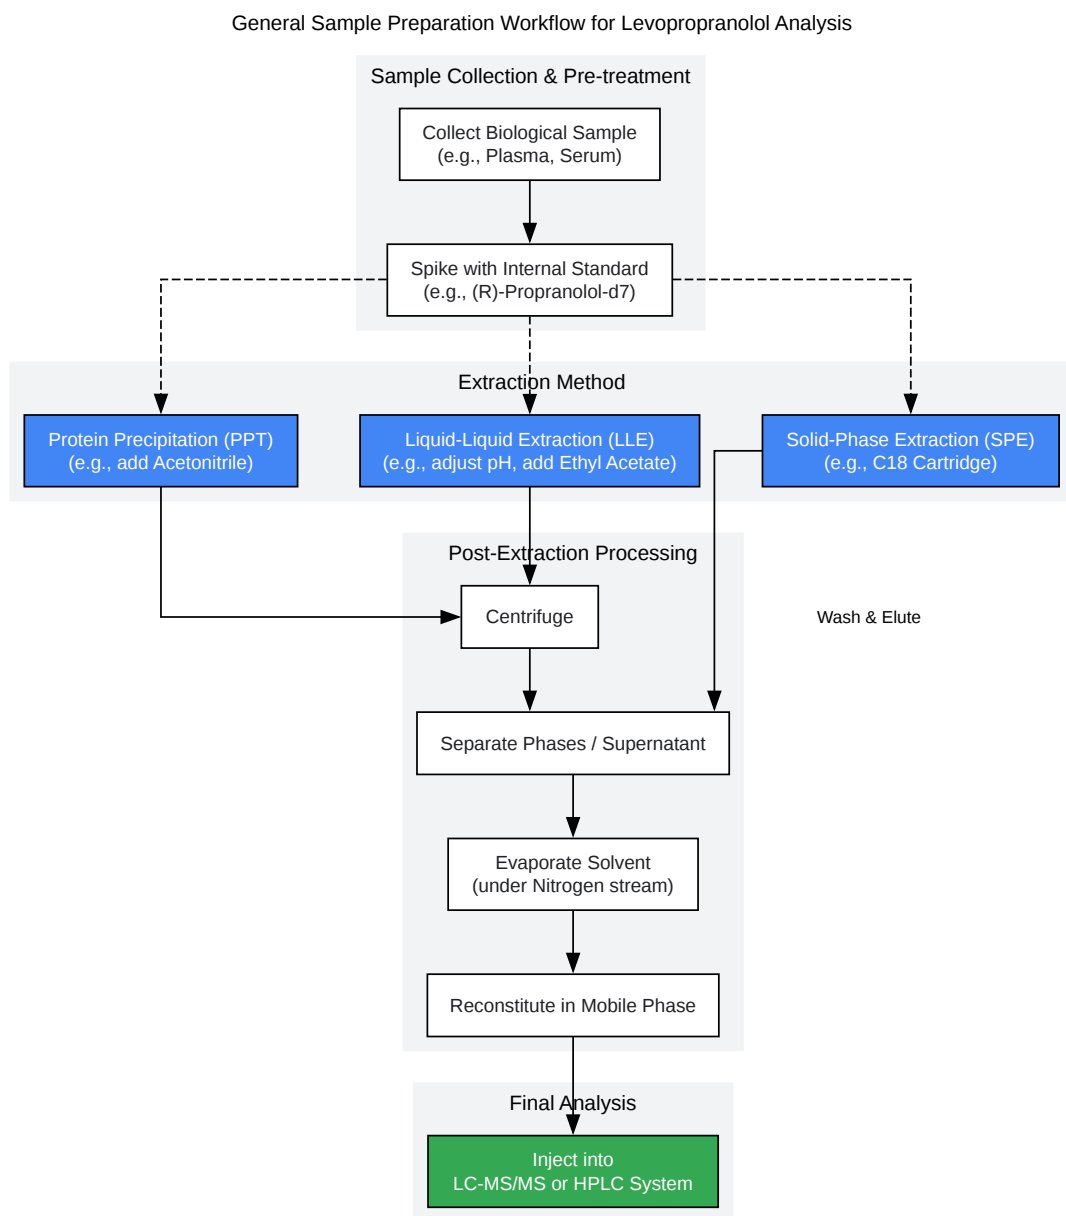 General Sample Preparation Workflow for Levopropranolol Analysis
Sample Collection & Pre-treatment
Collect Biological Sample
(e.g., Plasma, Serum)
Spike with Internal Standard
(e.g., (R)-Propranolol-d7)
Extraction Method
Protein Precipitation (PPT)
(e.g., add Acetonitrile)
Liquid-Liquid Extraction (LLE)
(e.g., adjust pH, add Ethyl Acetate)
Solid-Phase Extraction (SPE)
(e.g., C18 Cartridge)
Post-Extraction Processing
Centrifuge
Wash & Elute
Separate Phases / Supernatant
Evaporate Solvent
(under Nitrogen stream)
Reconstitute in Mobile Phase
Final Analysis
Inject into
LC-MS/MS or HPLC System